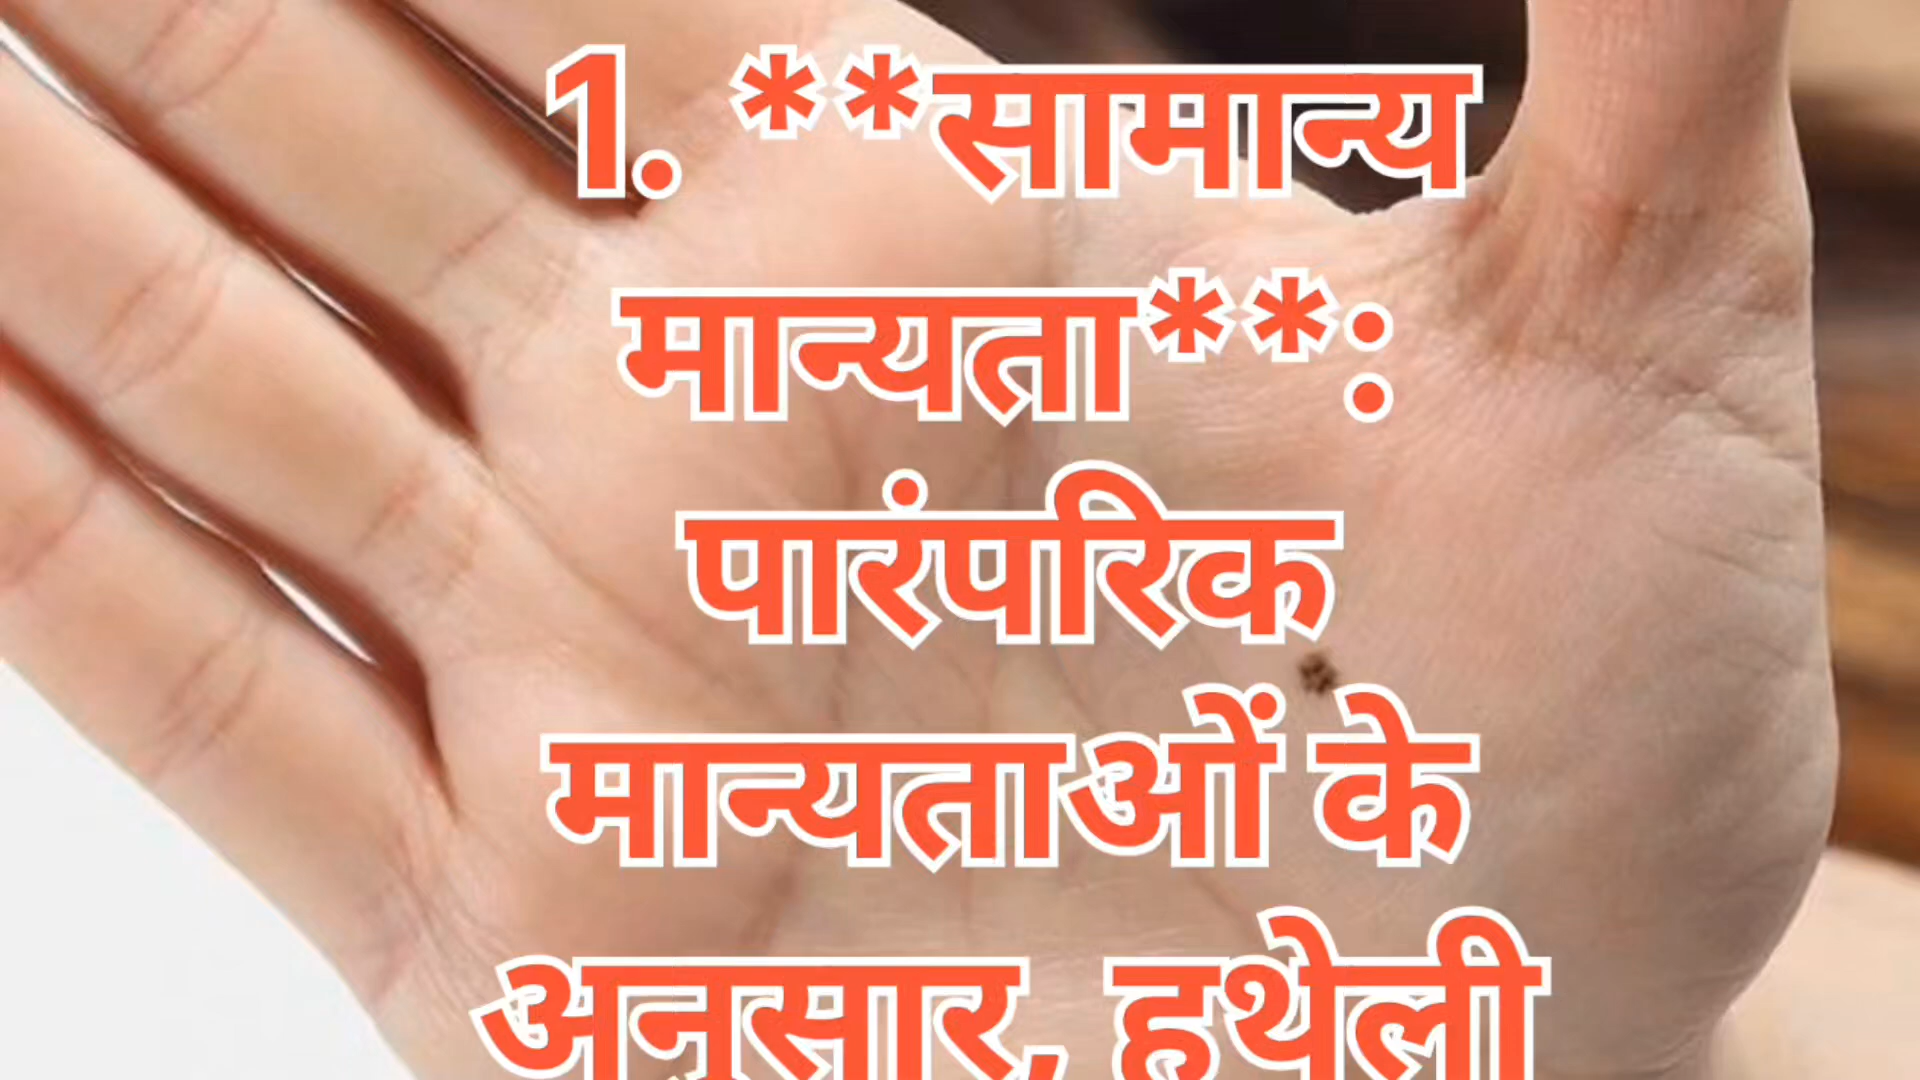 1. **सामान्य
मान्यता**:
पारंपरिक
मान्यताओं के
अनुसार, हथेली